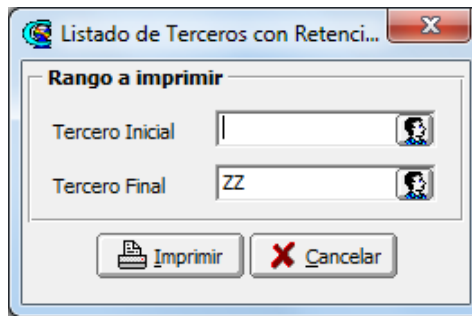 Listado de Terceros con Retenci...
Rango a imprimir
Tercero Inicial
Tercero Final ZZ
Imprimir Cancelar